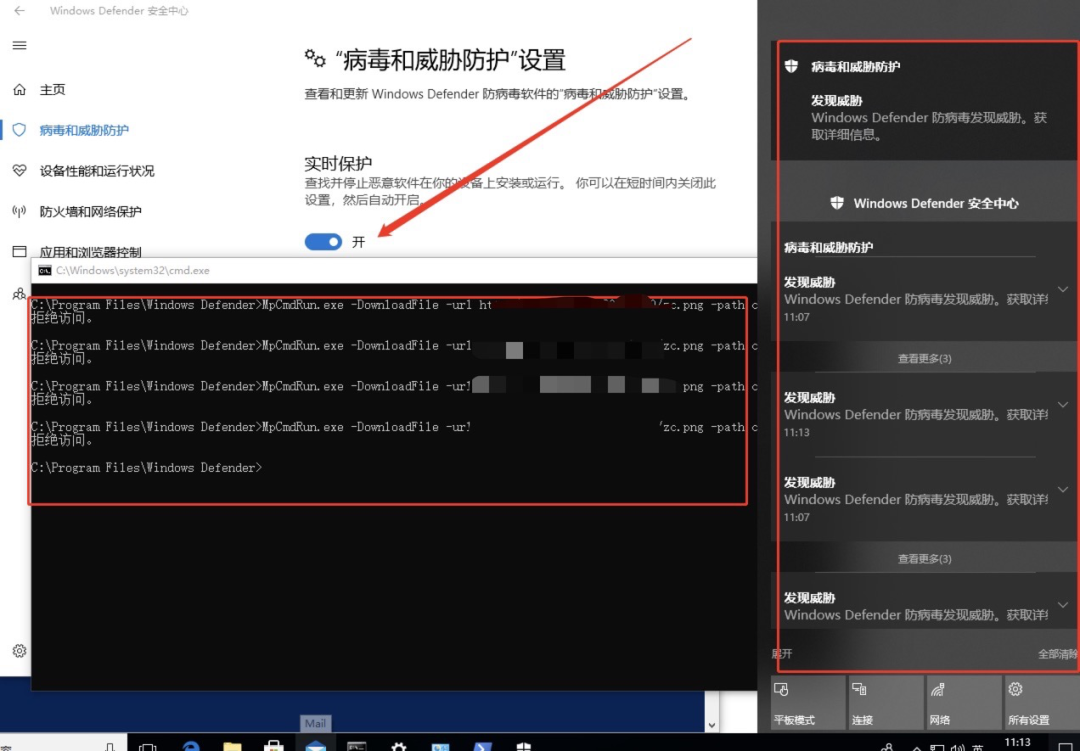 Windows Defender 安全中心
主页
病毒和威胁防护
设备性能和运行状况
防火墙和网络保护
应用和浏览器控制
“病毒和威胁防护”设置
查看和更新 Windows Defender 防病毒软件的“病毒和威胁防护”设置。
实时保护
查找并停止恶意软件在你的设备上安装或运行。 你可以在短时间内关闭此
设置，然后自动开启。
开
C:\Windows\system32\cmd.exe
C:\Program Files\Windows Defender>MpCmdRun.exe -DownloadFile -url ht /zc.png -path c
拒绝访问。
C:\Program Files\Windows Defender>MpCmdRun.exe -DownloadFile -url zc.png -path c
拒绝访问。
C:\Program Files\Windows Defender>MpCmdRun.exe -DownloadFile -url png -path c
拒绝访问。
C:\Program Files\Windows Defender>MpCmdRun.exe -DownloadFile -url /zc.png -path c
拒绝访问。
C:\Program Files\Windows Defender>
病毒和威胁防护
发现威胁
Windows Defender 防病毒发现威胁。获
取详细信息。
Windows Defender 安全中心
病毒和威胁防护
发现威胁
Windows Defender 防病毒发现威胁。获取详
11:07
查看更多(3)
发现威胁
Windows Defender 防病毒发现威胁。获取详
11:13
发现威胁
Windows Defender 防病毒发现威胁。获取详
11:07
查看更多(3)
发现威胁
Windows Defender 防病毒发现威胁。获取详
展开
全部清除
平板模式
连接
网络
所有设置
Mail
英
11:13